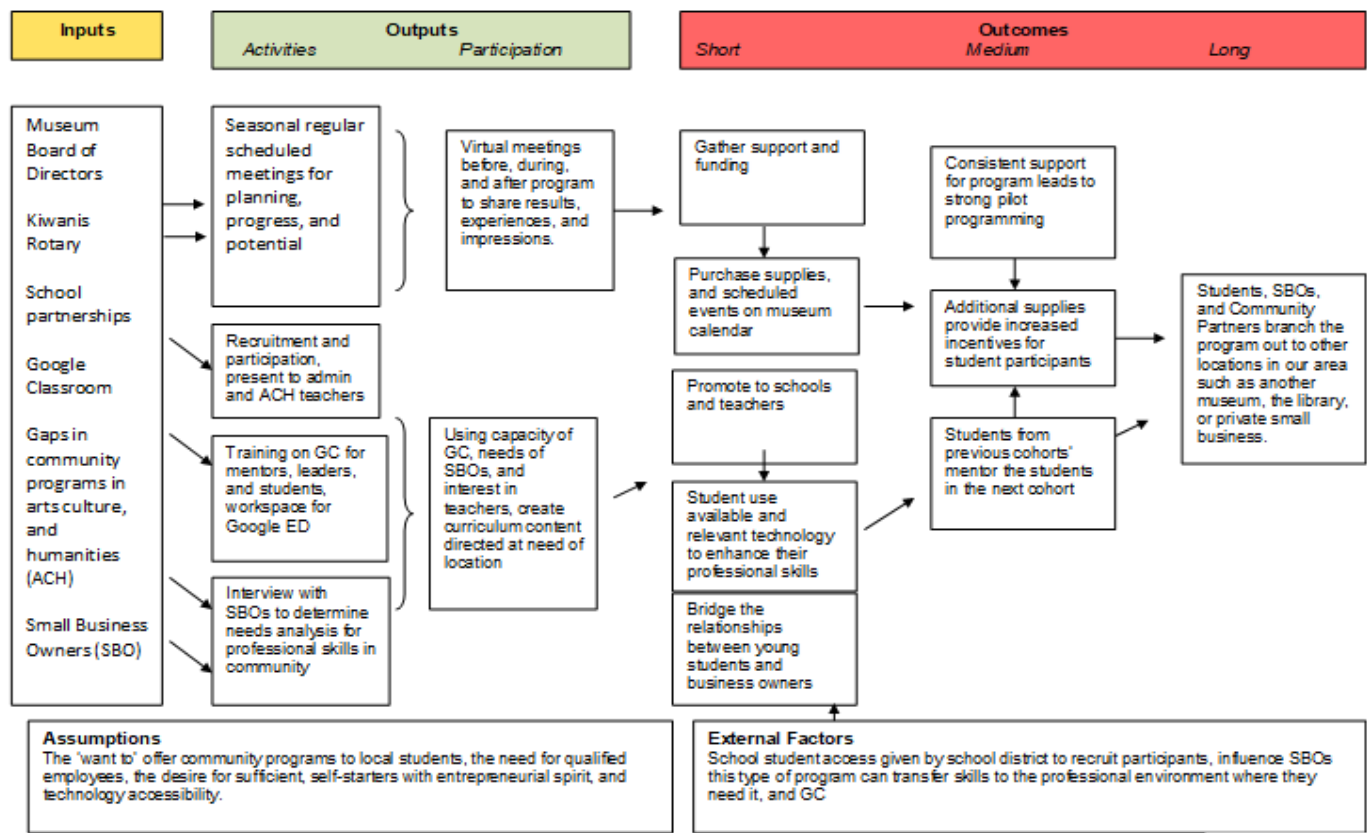 Inputs
Outputs
Activities Participation
Outcomes
Short Medium Long
Museum
Board of
Directors
Kiwanis
Rotary
School
partnerships
Google
Classroom
Gaps in
community
programs in
arts culture,
and
humanities
(ACH)
Small Business
Owners (SBO)
Seasonal regular
scheduled
meetings for
planning,
progress, and
potential
Recruitment and
participation,
present to admin
and ACH teachers
Training on GC for
mentors, leaders,
and students,
workspace for
Google ED
Interview with
SBOs to determine
needs analysis for
professional skills in
community
Virtual meetings
before, during,
and after program
to share results,
experiences, and
impressions.
Using capacity of
GC, needs of
SBOs, and
interest in
teachers, create
curriculum content
directed at need of
location
Gather support and
funding
Purchase supplies,
and scheduled
events on museum
calendar
Promote to schools
and teachers
Student use
available and
relevant technology
to enhance their
professional skills
Bridge the
relationships
between young
students and
business owners
Consistent support
for program leads to
strong pilot
programming
Additional supplies
provide increased
incentives for
student participants
Students from
previous cohorts'
mentor the students
in the next cohort
Students, SBOs,
and Community
Partners branch the
program out to other
locations in our area
such as another
museum, the library,
or private small
business.
Assumptions
The 'want to' offer community programs to local students, the need for qualified
employees, the desire for sufficient, self-starters with entrepreneurial spirit, and
technology accessibility.
External Factors
School student access given by school district to recruit participants, influence SBOs
this type of program can transfer skills to the professional environment where they
need it, and GC